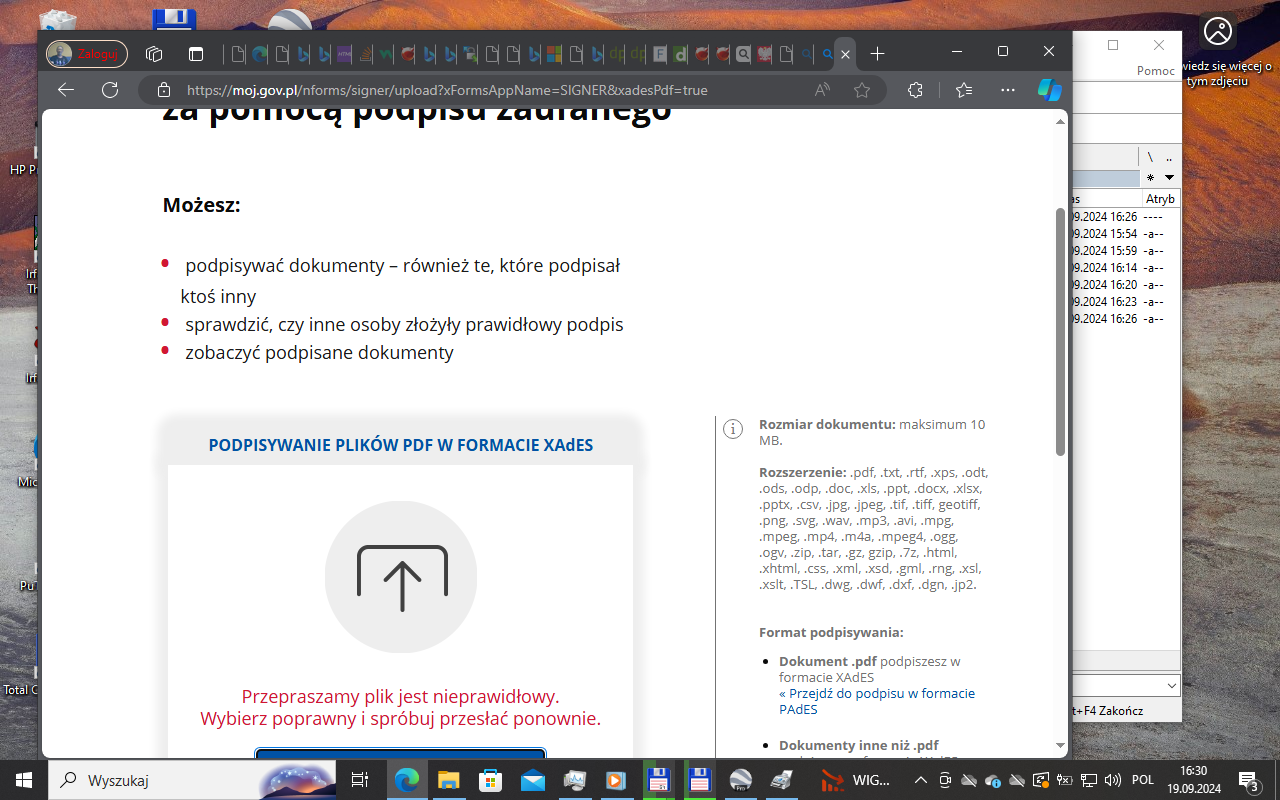 Zaloguj
https://moj.gov.pl/nforms/signer/upload?xFormsAppName=SIGNER&xadesPdf=true
Pomoc
wiedz się więcej o
tym zdjęciu
za pomocą podpisu zaufanego
Możesz:
podpisywać dokumenty – również te, które podpisał
ktoś inny
sprawdzić, czy inne osoby złożyły prawidłowy podpis
zobaczyć podpisane dokumenty
PODPISYWANIE PLIKÓW PDF W FORMACIE XAdES
Przepraszamy plik jest nieprawidłowy.
Wybierz poprawny i spróbuj przesłać ponownie.
Rozmiar dokumentu: maksimum 10
MB.
Rozszerzenie: .pdf, .txt, .rtf, .xps, .odt,
.ods, .odp, .doc, .xls, .ppt, .docx, .xlsx,
.pptx, .csv, .jpg, .jpeg, .tif, .tiff, geotiff,
.png, .svg, .wav, .mp3, .avi, .mpg,
.mpeg, .mp4, .m4a, .mpeg4, .ogg,
.ogv, .zip, .tar, .gz, gzip, .7z, .html,
.xhtml, .css, .xml, .xsd, .gml, .rng, .xsl,
.xslt, .TSL, .dwg, .dwf, .dxf, .dgn, .jp2.
Format podpisywania:
• Dokument .pdf podpiszesz w
formacie XAdES
« Przejdź do podpisu w formacie
PAdES
• Dokumenty inne niż .pdf
\ ..
* ▼
as Atryb
09.2024 16:26 ----
09.2024 15:54 -a--
09.2024 15:59 -a--
09.2024 16:14 -a--
09.2024 16:20 -a--
09.2024 16:23 -a--
09.2024 16:26 -a--
t+F4 Zakończ
HP P
Irf
Th
Irf
Mic
Pu
Total C
Wyszukaj
WIG...
POL
16:30
19.09.2024
3